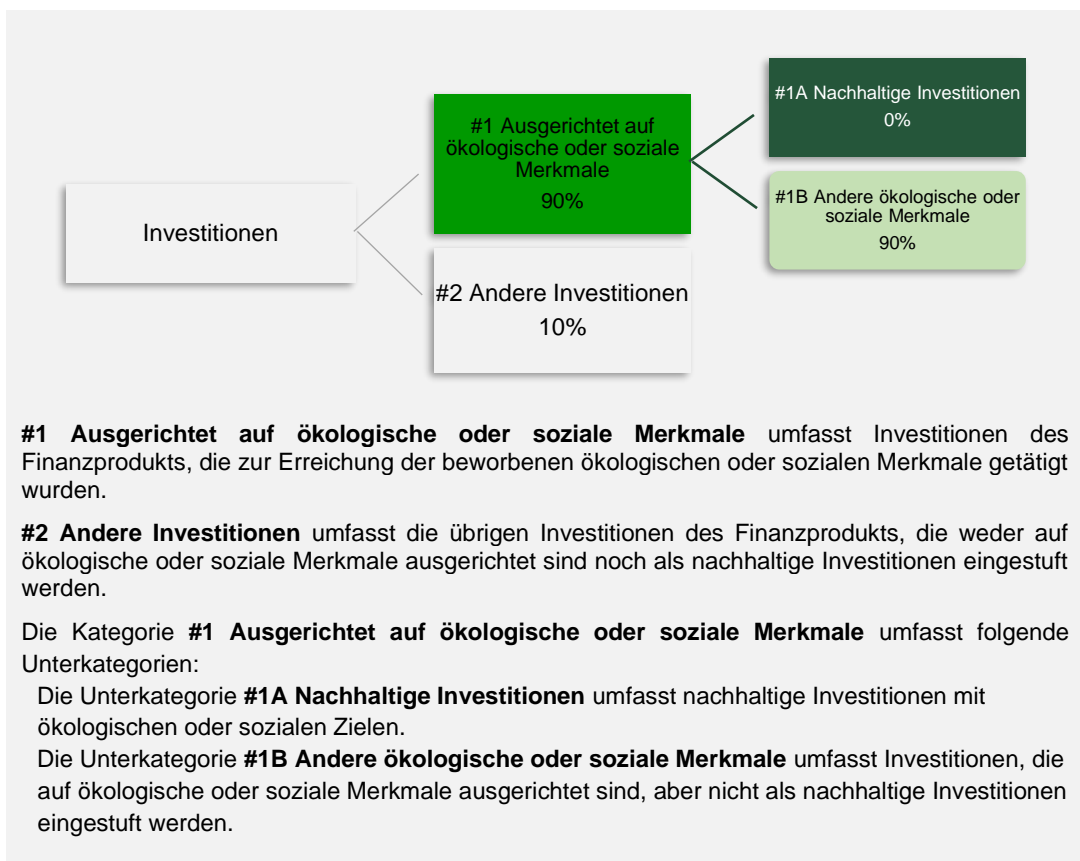 #1A Nachhaltige Investitionen
0%
#1 Ausgerichtet auf
ökologische oder soziale
Merkmale
90%
#1B Andere ökologische oder
soziale Merkmale
90%
Investitionen
#2 Andere Investitionen
10%
#1 Ausgerichtet auf ökologische oder soziale Merkmale umfasst Investitionen des
Finanzprodukts, die zur Erreichung der beworbenen ökologischen oder sozialen Merkmale getätigt
wurden.
#2 Andere Investitionen umfasst die übrigen Investitionen des Finanzprodukts, die weder auf
ökologische oder soziale Merkmale ausgerichtet sind noch als nachhaltige Investitionen eingestuft
werden.
Die Kategorie #1 Ausgerichtet auf ökologische oder soziale Merkmale umfasst folgende
Unterkategorien:
Die Unterkategorie #1A Nachhaltige Investitionen umfasst nachhaltige Investitionen mit
ökologischen oder sozialen Zielen.
Die Unterkategorie #1B Andere ökologische oder soziale Merkmale umfasst Investitionen, die
auf ökologische oder soziale Merkmale ausgerichtet sind, aber nicht als nachhaltige Investitionen
eingestuft werden.